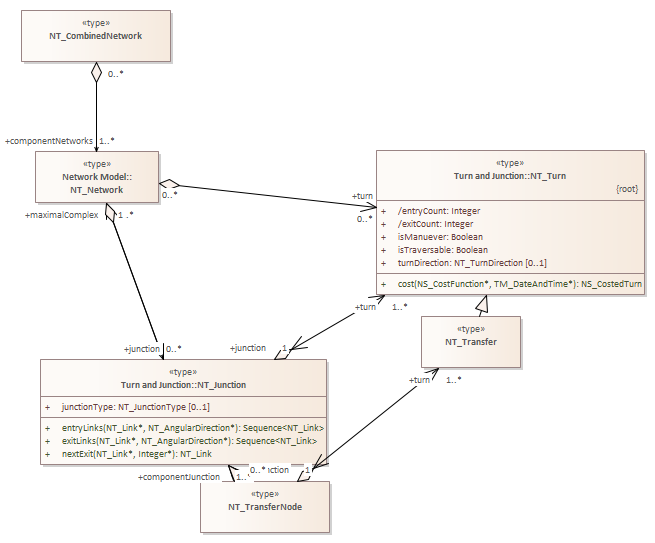 «type»
NT_CombinedNetwork
0..*
+componentNetworks 1..*
«type»
Network Model::
NT_Network
0..*
+maximalComplex 1 .*
+turn
0..*
«type»
Turn and Junction::NT_Turn
{root}
+ /entryCount: Integer
+ /exitCount: Integer
+ isManuever: Boolean
+ isTraversable: Boolean
+ turnDirection: NT_TurnDirection [0..1]
+ cost(NS_CostFunction*, TM_DateAndTime*): NS_CostedTurn
+turn 1..*
«type»
NT_Transfer
+junction 0..*
+junction 1
«type»
Turn and Junction::NT_Junction
+ junctionType: NT_JunctionType [0..1]
+ entryLinks(NT_Link*, NT_AngularDirection*): Sequence<NT_Link>
+ exitLinks(NT_Link*, NT_AngularDirection*): Sequence<NT_Link>
+ nextExit(NT_Link*, Integer*): NT_Link
+turn 1..*
0..* ction 1
+componentJunction 1..
«type»
NT_TransferNode